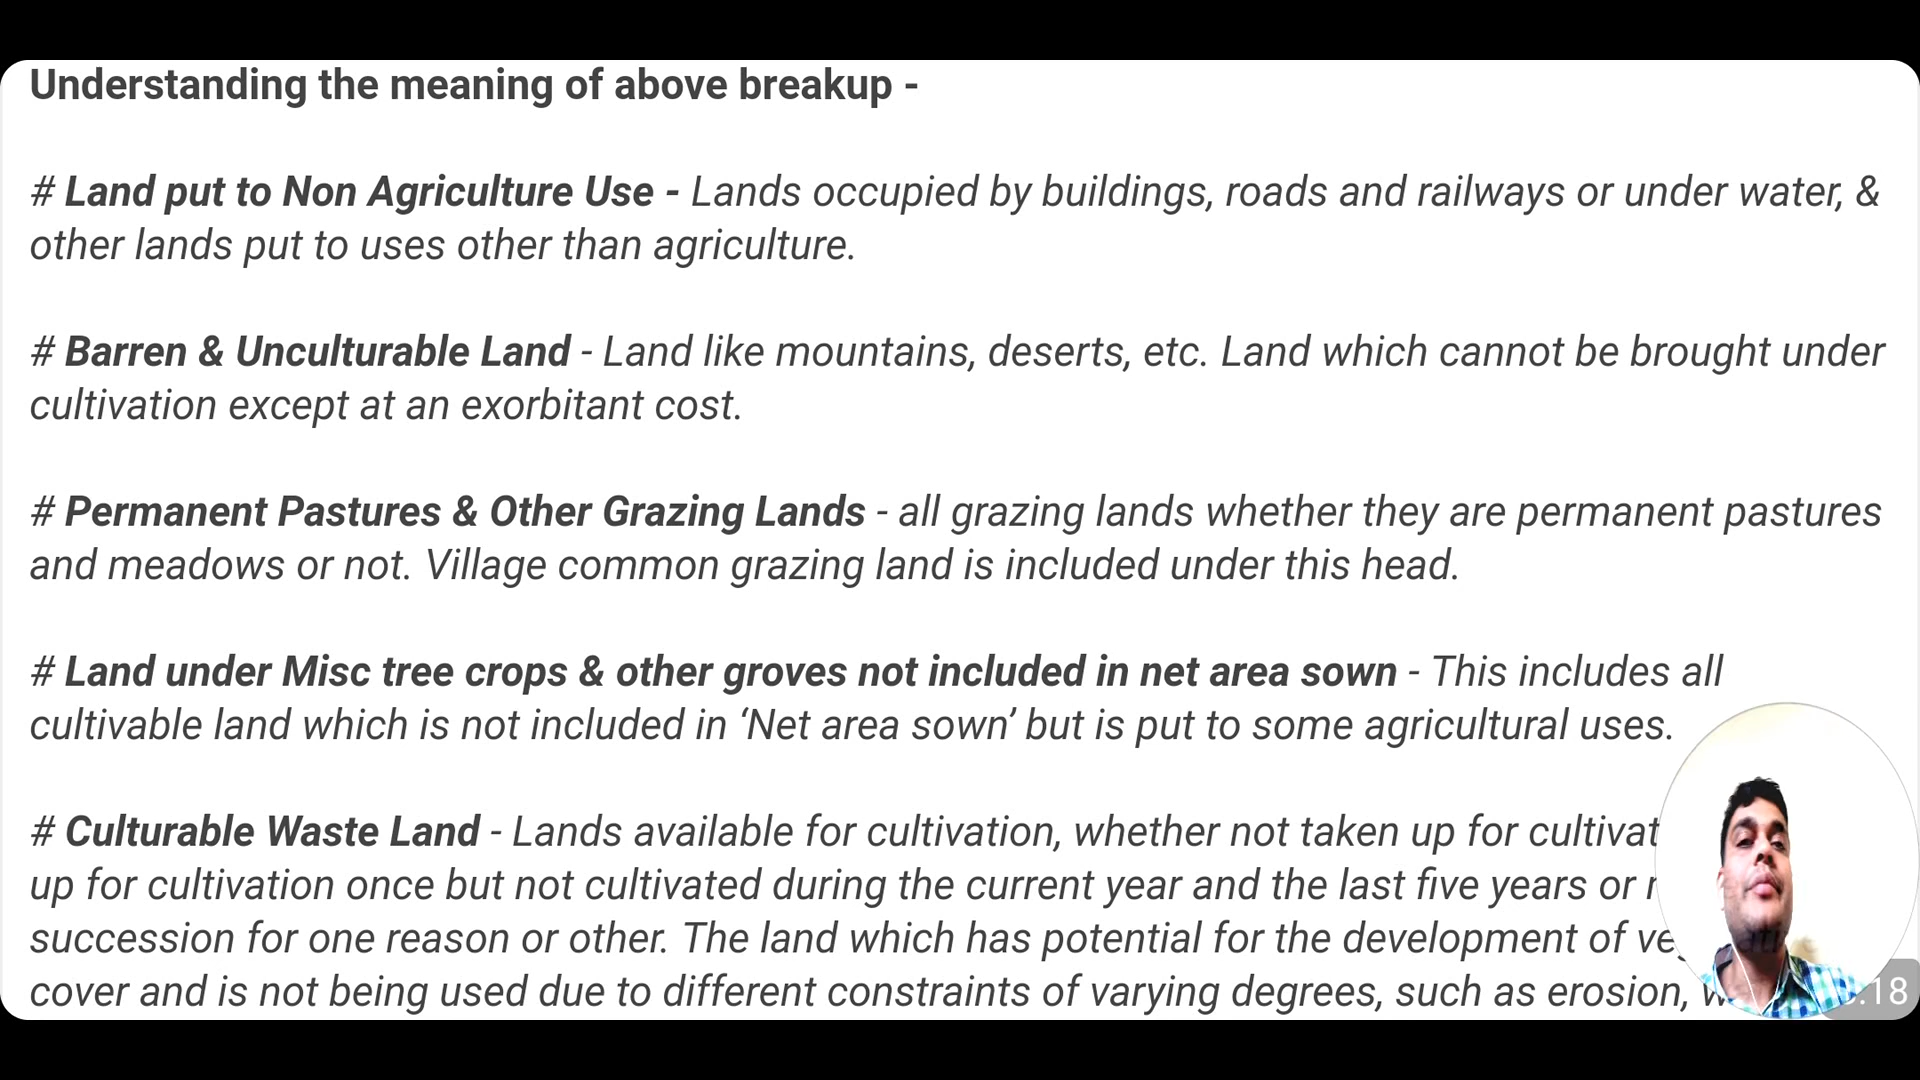 Understanding the meaning of above breakup -
# Land put to Non Agriculture Use - Lands occupied by buildings, roads and railways or under water, &
other lands put to uses other than agriculture.
# Barren & Unculturable Land - Land like mountains, deserts, etc. Land which cannot be brought under
cultivation except at an exorbitant cost.
# Permanent Pastures & Other Grazing Lands - all grazing lands whether they are permanent pastures
and meadows or not. Village common grazing land is included under this head.
# Land under Misc tree crops & other groves not included in net area sown - This includes all
cultivable land which is not included in ‘Net area sown’ but is put to some agricultural uses.
# Culturable Waste Land - Lands available for cultivation, whether not taken up for
up for cultivation once but not cultivated during the current year and the last five years or
succession for one reason or other. The land which has potential for the development of
cover and is not being used due to different constraints of varying degrees, such as erosion,